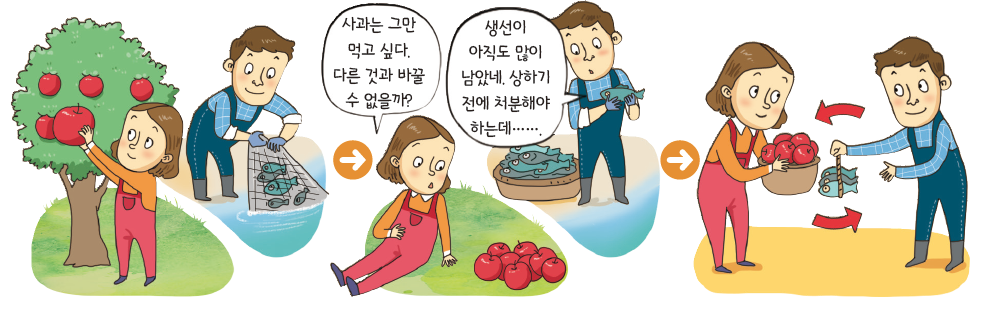 사과는 그만
먹고 싶다.
다른 것과 바꿀
수 없을까?
생선이
아직도 많이
남았네. 상하기
전에 처분해야
하는데…….